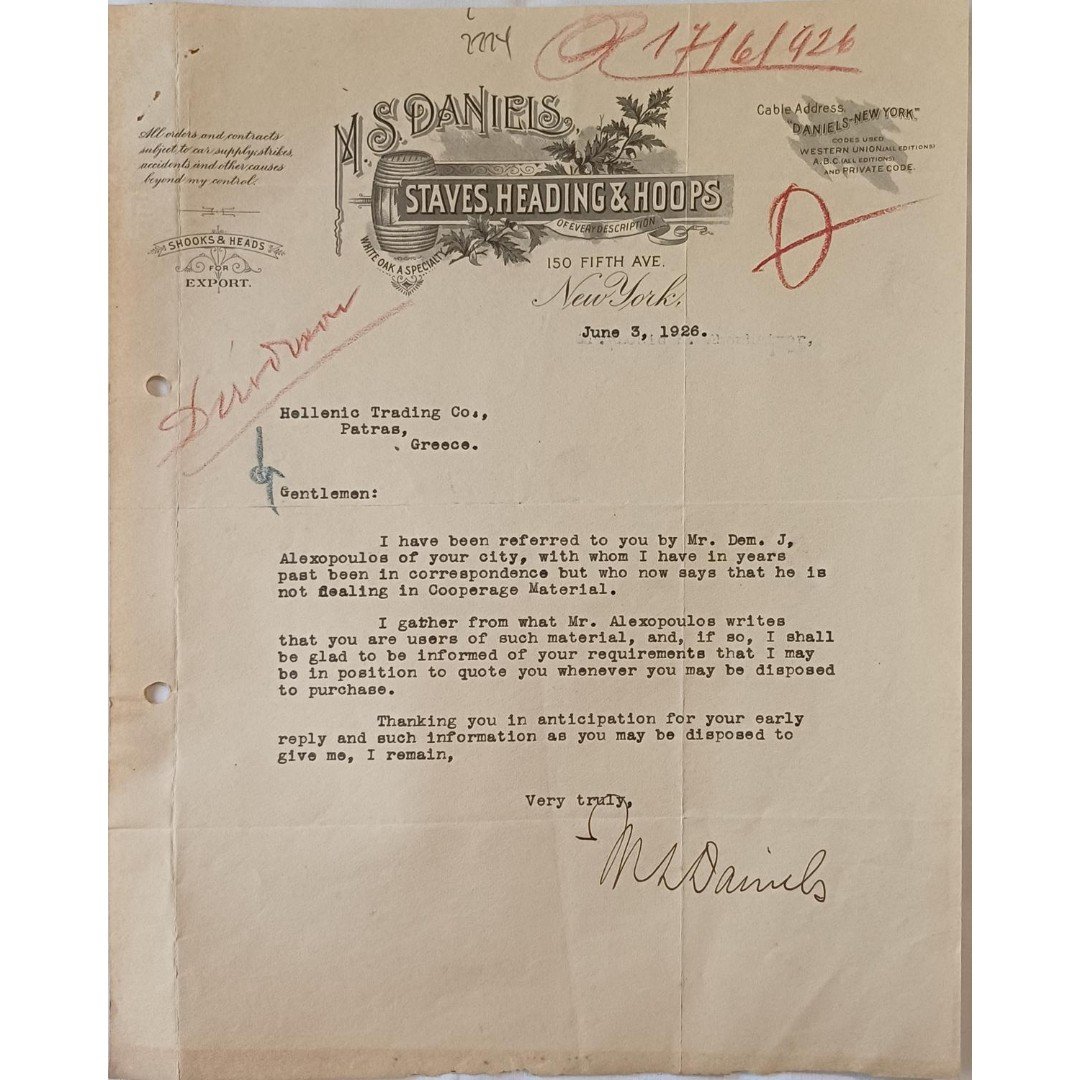 R 17/6/926
M.S. DANIELS,
STAVES, HEADING & HOOPS
OF EVERY DESCRIPTION
WHITE OAK A SPECIALTY
150 FIFTH AVE.
New York,
All orders and contracts
subject to car supply, strikes,
accidents and other causes
beyond my control.
SHOOKS & HEADS
FOR
EXPORT.
Cable Address
"DANIELS-NEW YORK"
CODES USED
WESTERN UNION (ALL EDITIONS)
A.B.C. (ALL EDITIONS)
AND PRIVATE CODE.
June 3, 1926.
Hellenic Trading Co.,
Patras,
Greece.
Gentlemen:
I have been referred to you by Mr. Dem. J,
Alexopoulos of your city, with whom I have in years
past been in correspondence but who now says that he is
not dealing in Cooperage Material.
I gather from what Mr. Alexopoulos writes
that you are users of such material, and, if so, I shall
be glad to be informed of your requirements that I may
be in position to quote you whenever you may be disposed
to purchase.
Thanking you in anticipation for your early
reply and such information as you may be disposed to
give me, I remain,
Very truly,
M S Daniels